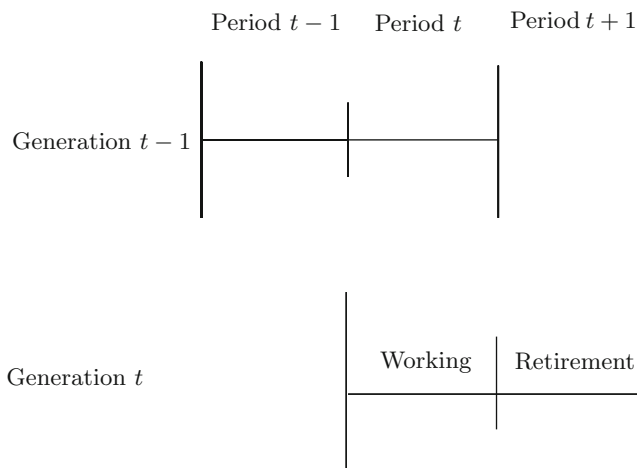 Period t − 1 Period t Period t + 1
Generation t − 1
Working Retirement
Generation t